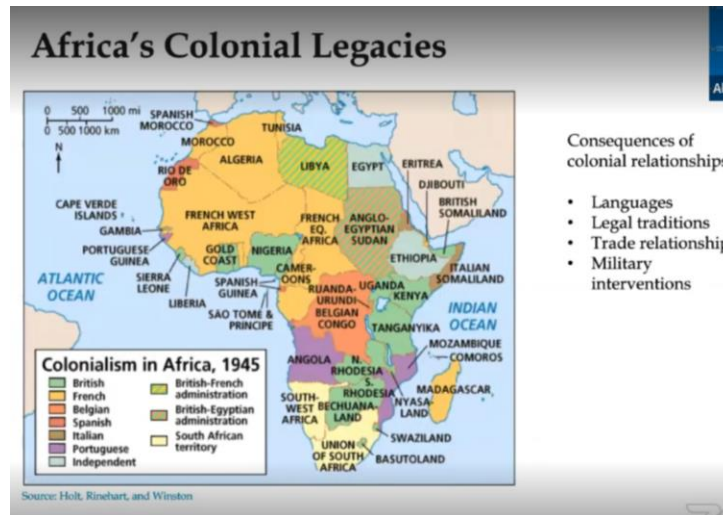 Africa's Colonial Legacies
0 500 1000 mi
0 500 1000 km
N
SPANISH
MOROCCO
TUNISIA
MOROCCO
ALGERIA
LIBYA
EGYPT
RIO DE
ORO
ERITREA
DJIBOUTI
BRITISH
SOMALILAND
CAPE VERDE
ISLANDS
FRENCH WEST
AFRICA
FRENCH
EQ.
AFRICA
ANGLO-
EGYPTIAN
SUDAN
GAMBIA
PORTUGUESE
GUINEA
GOLD
COAST
NIGERIA
ETHIOPIA
ITALIAN
SOMALILAND
ATLANTIC
OCEAN
SIERRA
LEONE
LIBERIA
CAMER-
OONS
SPANISH
GUINEA
SAO TOME &
PRINCIPE
RUANDA-
URUNDI
BELGIAN
CONGO
UGANDA
KENYA
INDIAN
OCEAN
TANGANYIKA
MOZAMBIQUE
COMOROS
ANGOLA
N.
RHODESIA
S.
RHODESIA
NYASA-
LAND
MADAGASCAR
SOUTH-
WEST
AFRICA
BECHUANA-
LAND
SWAZILAND
UNION
OF SOUTH
AFRICA
BASUTOLAND
Colonialism in Africa, 1945
British
French
Belgian
Spanish
Italian
Portuguese
Independent
British-French
administration
British-Egyptian
administration
South African
territory
Source: Holt, Rinehart, and Winston
Consequences of
colonial relationships
• Languages
• Legal traditions
• Trade relationship
• Military
interventions